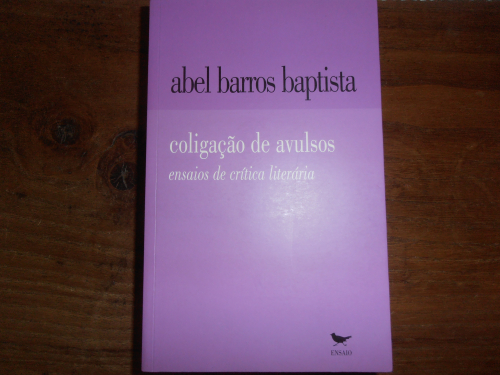 abel barros baptista
coligação de avulsos
ensaios de crítica literária
ENSAIO